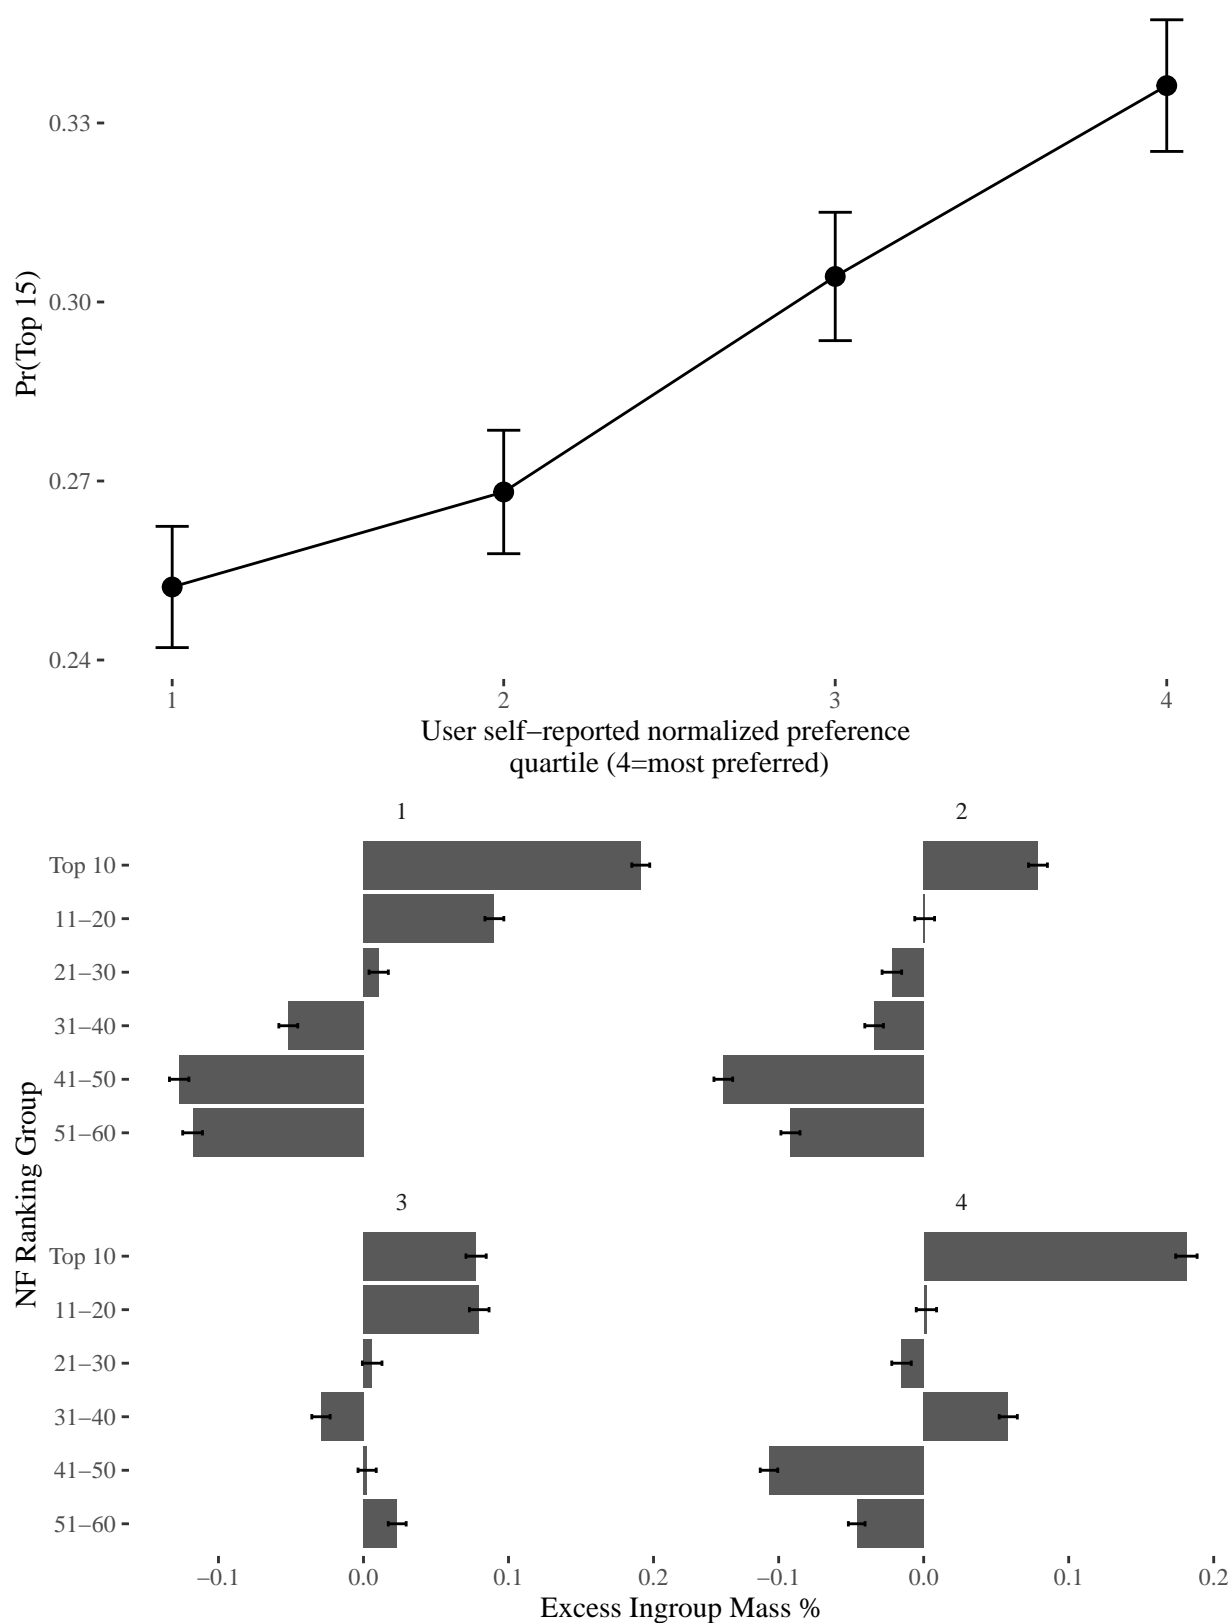 0.33
0.30
0.27
0.24
Pr(Top 15)
1 2 3 4
User self−reported normalized preference
quartile (4=most preferred)
1 2
Top 10
11−20
21−30
31−40
41−50
51−60
NF Ranking Group
3 4
Top 10
11−20
21−30
31−40
41−50
51−60
−0.1 0.0 0.1 0.2 −0.1 0.0 0.1 0.2
Excess Ingroup Mass %